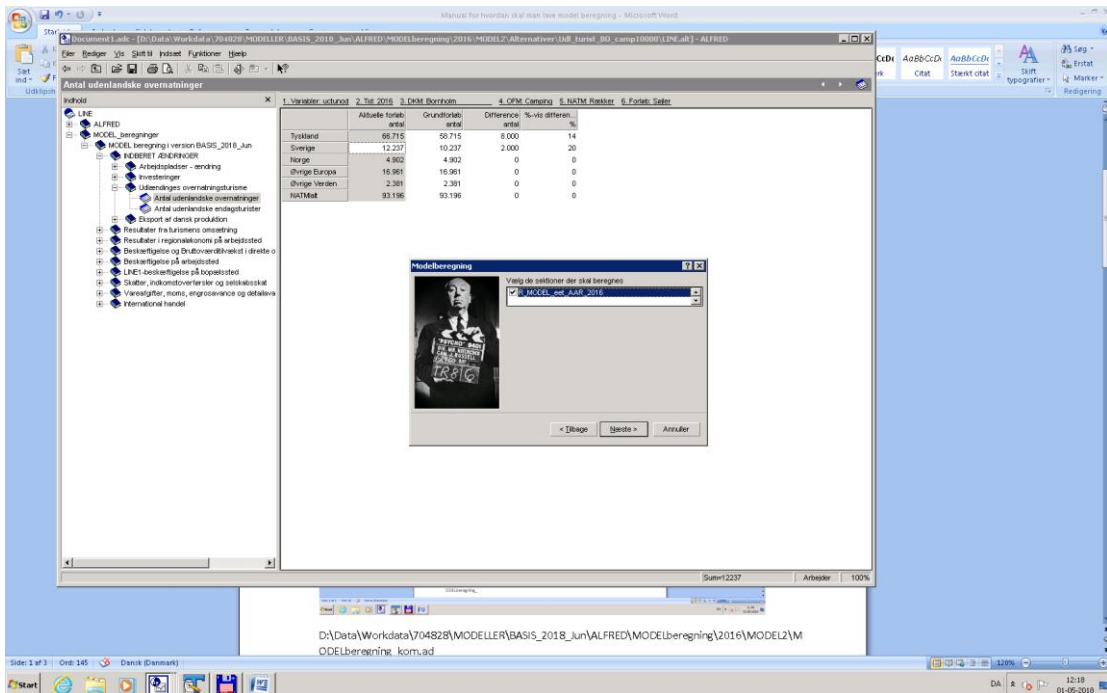 Manual for hvordan skal man lave model beregning - Microsoft Word
Document1.adc - [D:\Data\Workdata\704828\MODELLER\BASIS_2018_Jun\ALFRED\MODELberegning\2016\MODEL2\Alternativer\Udl_turist_BO_camp10000\LINE.alt] - ALFRED
Filer Rediger Vis Skift til Indsæt Funktioner Hjælp
Antal udenlandske overnatninger
Indhold
LINE
ALFRED
MODEL_beregninger
MODEL beregning i version BASIS_2018_Jun
INDBERET ÆNDRINGER
Arbejdspladser - ændring
Investeringer
Udlændinges overnatningsturisme
Antal udenlandske overnatninger
Antal udenlandske endagsturister
Eksport af dansk produktion
Resultater fra turismens omsætning
Resultater i regionaløkonomi på arbejdssted
Beskæftigelse og Bruttoværditilvækst i direkte o
Beskæftigelse på arbejdssted
LINE1-beskæftigelse på bopælssted
Skatter, indkomstoverførsler og selskabsskat
Vareafgifter, moms, engrosavance og detailava
International handel
1. Variabler: uctunod 2. Tid: 2016 3. DKM: Bornholm 4. OFM: Camping 5. NATM: Rækker 6. Forløb: Søjler
Aktuelle forløb Grundforløb Difference %-vis differen...
antal antal antal %
Tyskland 66.715 58.715 8.000 14
Sverige 12.237 10.237 2.000 20
Norge 4.902 4.902 0 0
Øvrige Europa 16.961 16.961 0 0
Øvrige Verden 2.381 2.381 0 0
NATMialt 93.196 93.196 0 0
Modelberegning
Vælg de sektioner der skal beregnes
R_MODEL_eet_AAR_2016
< Tilbage Næste > Annuller
Sum=12237 Arbejder 100%
Sæt
ind
Udklipsh
AaBbCcDc AaBbCcDc
Citat Stærkt citat
Skift
typografier
Søg
Erstat
Marker
Redigering
D:\Data\Workdata\704828\MODELLER\BASIS_2018_Jun\ALFRED\MODELberegning\2016\MODEL2\M
ODELberegning_kom.ad
Side: 1 af 3 Ord: 145 Dansk (Danmark) 120%
Start DA 12:18
01-05-2018